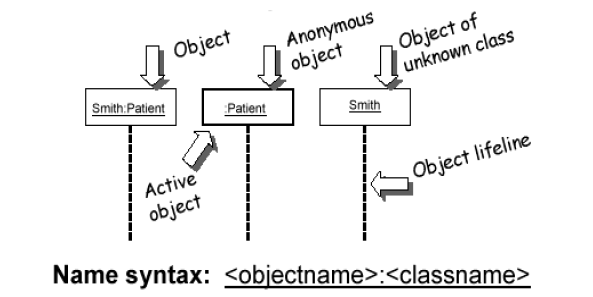 Object
Anonymous
object
Object of
unknown class
Smith:Patient
:Patient
Smith
Active
object
Object lifeline
Name syntax: <objectname>:<classname>